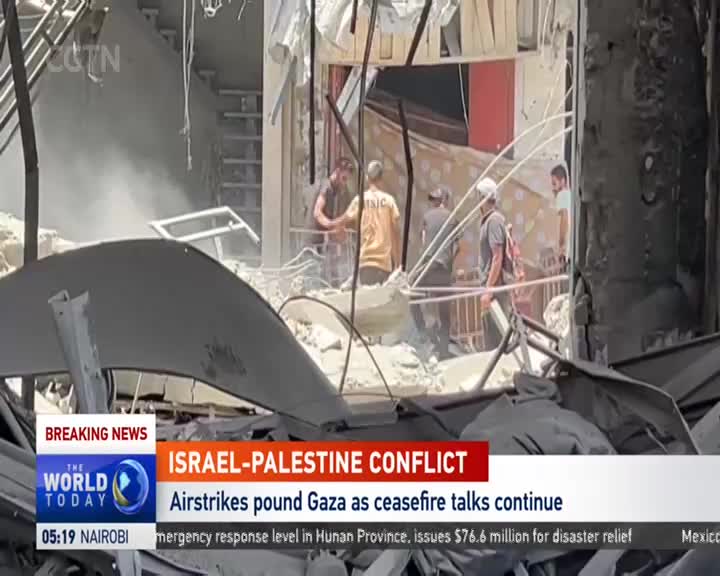 CGTN
BREAKING NEWS
ISRAEL-PALESTINE CONFLICT
THE
WORLD
TODAY
Airstrikes pound Gaza as ceasefire talks continue
05:19 NAIROBI
mergency response level in Hunan Province, issues $76.6 million for disaster relief Mexico